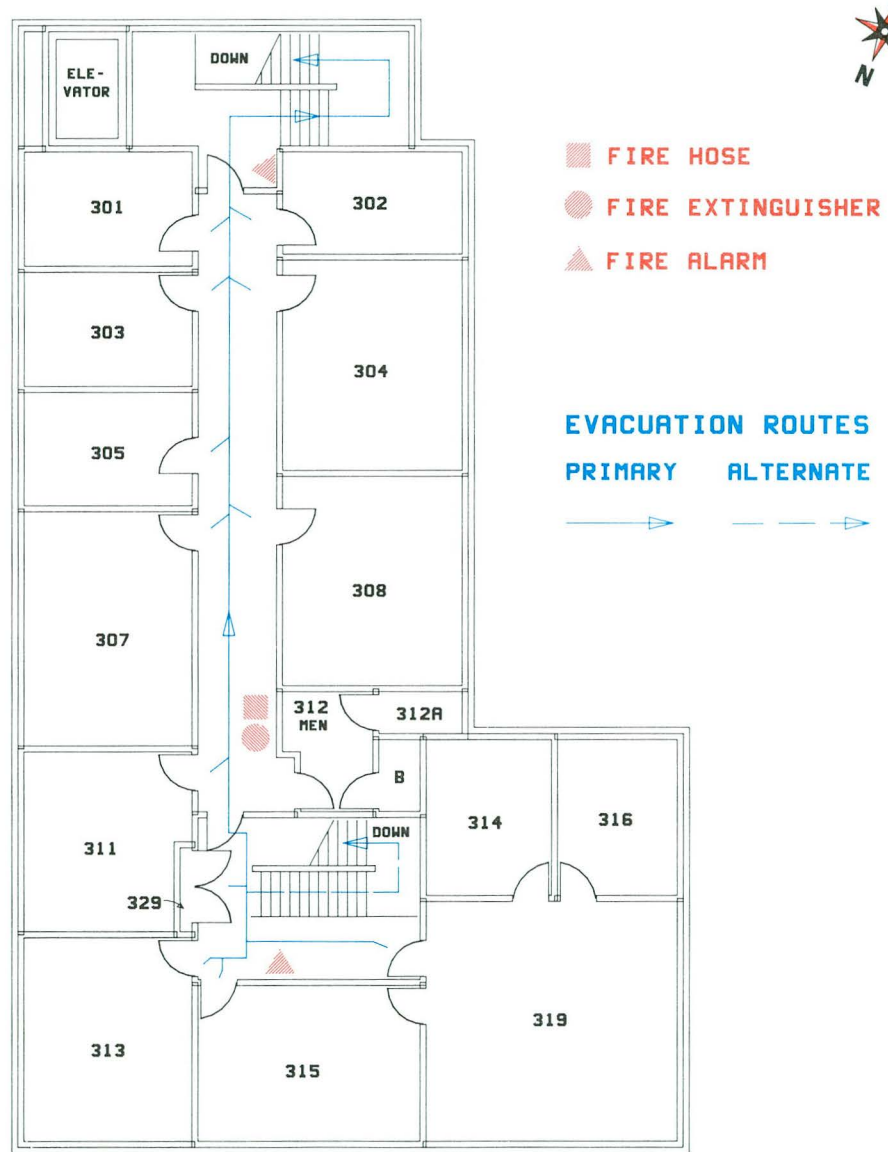 ELE-
VATOR
DOWN
N
FIRE HOSE
FIRE EXTINGUISHER
FIRE ALARM
301
302
303
304
305
EVACUATION ROUTES
PRIMARY ALTERNATE
307
308
312
MEN
312A
B
DOWN
311
314
316
329
313
315
319